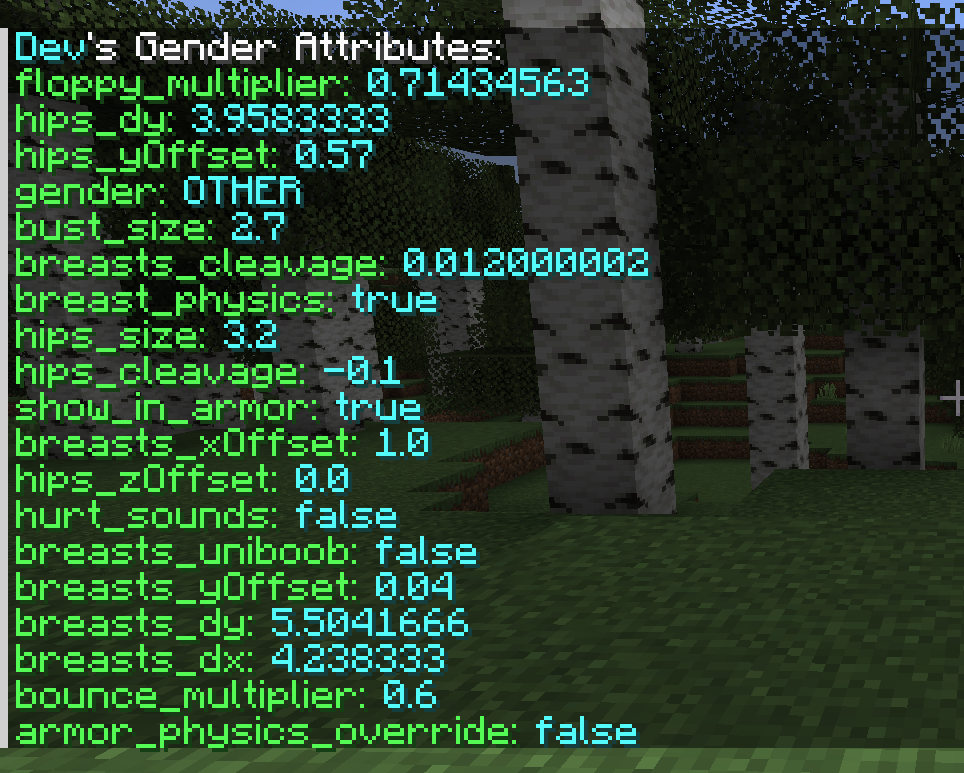 Dev's Gender Attributes:
floppy_multiplier: 0.71434563
hips_dy: 3.9583333
hips_yOffset: 0.57
gender: OTHER
bust_size: 2.7
breasts_cleavage: 0.012000002
breast_physics: true
hips_size: 3.2
hips_cleavage: -0.1
show_in_armor: true
breasts_xOffset: 1.0
hips_zOffset: 0.0
hurt_sounds: false
breasts_uniboob: false
breasts_yOffset: 0.04
breasts_dy: 5.5041666
breasts_dx: 4.238333
bounce_multiplier: 0.6
armor_physics_override: false